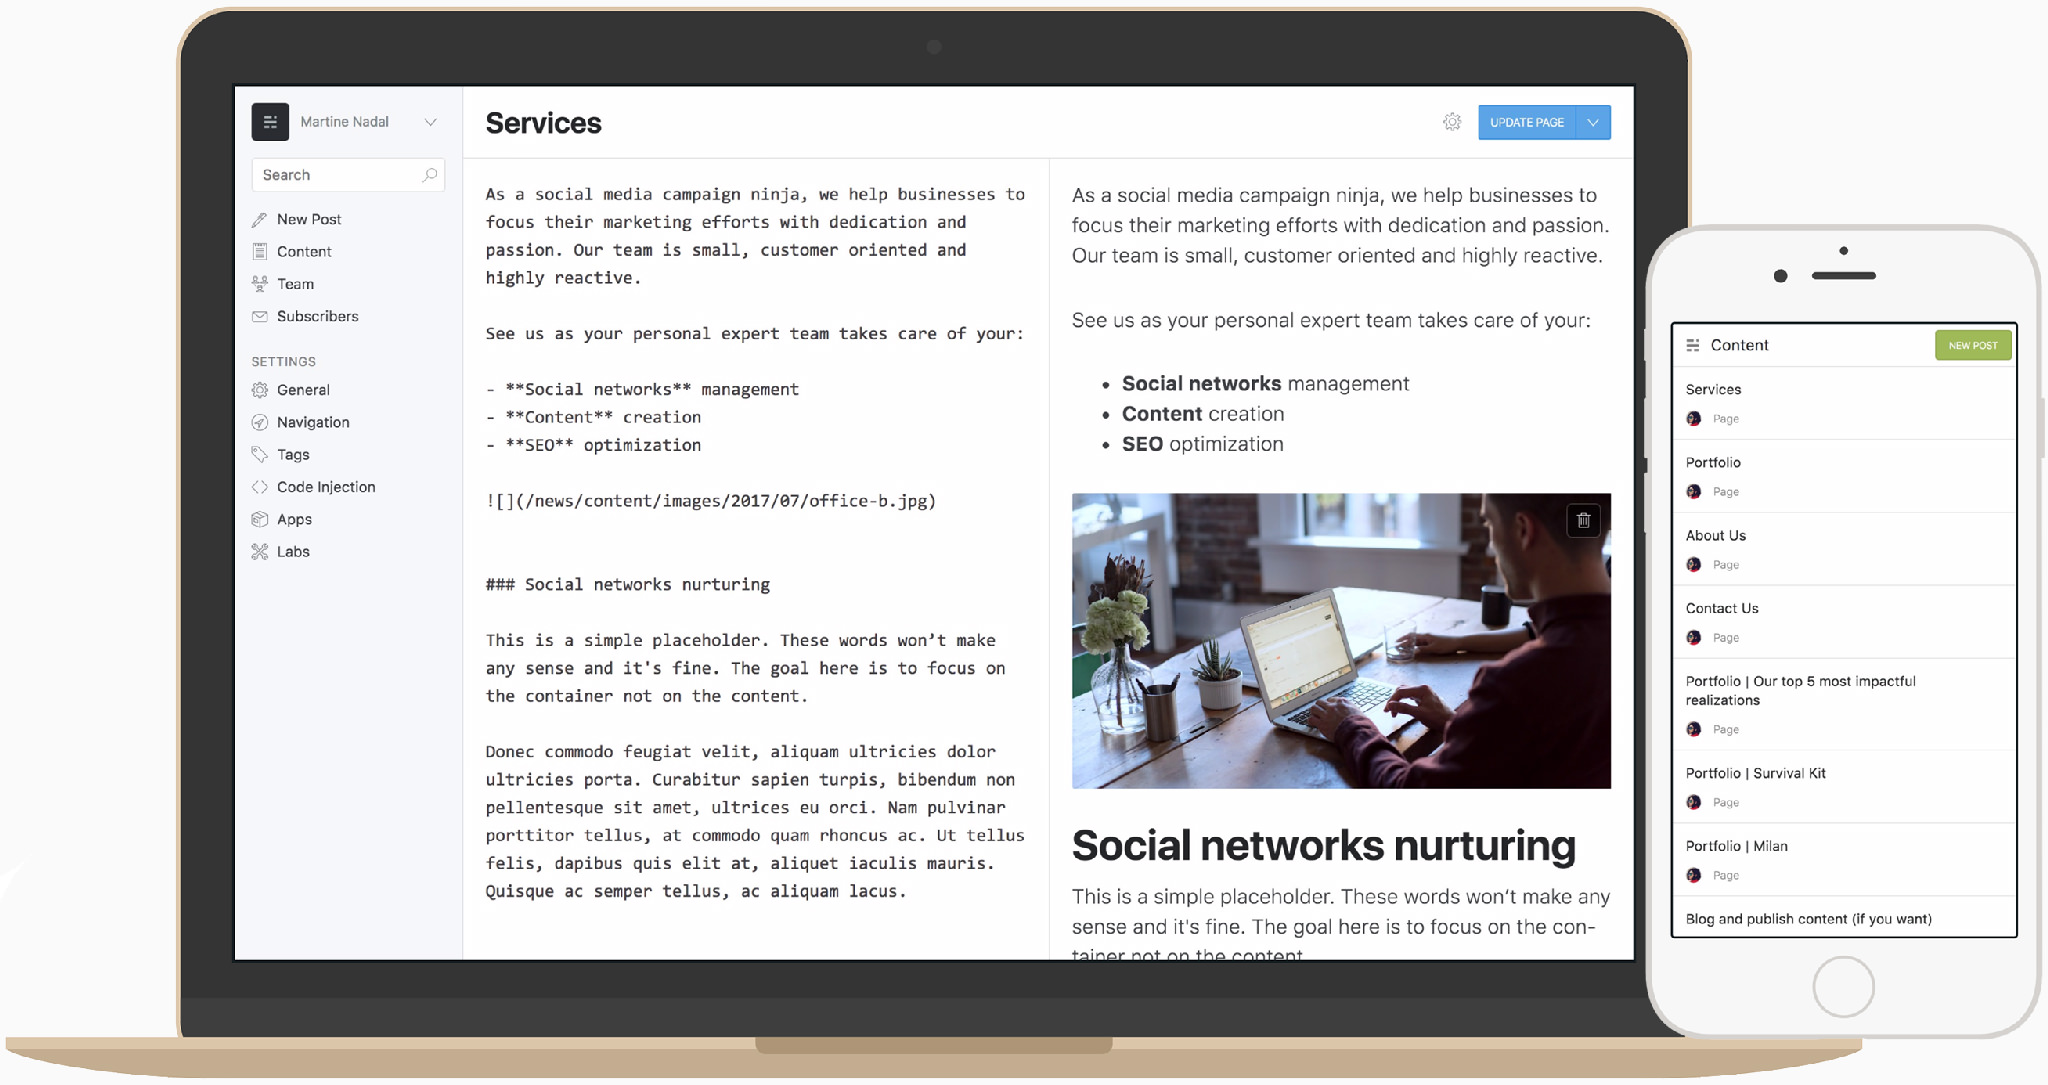 Martine Nadal
Search
New Post
Content
Team
Subscribers
SETTINGS
General
Navigation
Tags
Code Injection
Apps
Labs
Services
UPDATE PAGE
As a social media campaign ninja, we help businesses to
focus their marketing efforts with dedication and
passion. Our team is small, customer oriented and
highly reactive.
See us as your personal expert team takes care of your:
- **Social networks** management
- **Content** creation
- **SEO** optimization
![](/news/content/images/2017/07/office-b.jpg)
### Social networks nurturing
This is a simple placeholder. These words won’t make
any sense and it's fine. The goal here is to focus on
the container not on the content.
Donec commodo feugiat velit, aliquam ultricies dolor
ultricies porta. Curabitur sapien turpis, bibendum non
pellentesque sit amet, ultrices eu orci. Nam pulvinar
porttitor tellus, at commodo quam rhoncus ac. Ut tellus
felis, dapibus quis elit at, aliquet iaculis mauris.
Quisque ac semper tellus, ac aliquam lacus.
As a social media campaign ninja, we help businesses to
focus their marketing efforts with dedication and passion.
Our team is small, customer oriented and highly reactive.
See us as your personal expert team takes care of your:
• Social networks management
• Content creation
• SEO optimization
Social networks nurturing
This is a simple placeholder. These words won’t make any
sense and it's fine. The goal here is to focus on the con-
tainer not on the content
Content
NEW POST
Services
Page
Portfolio
Page
About Us
Page
Contact Us
Page
Portfolio | Our top 5 most impactful
realizations
Page
Portfolio | Survival Kit
Page
Portfolio | Milan
Page
Blog and publish content (if you want)